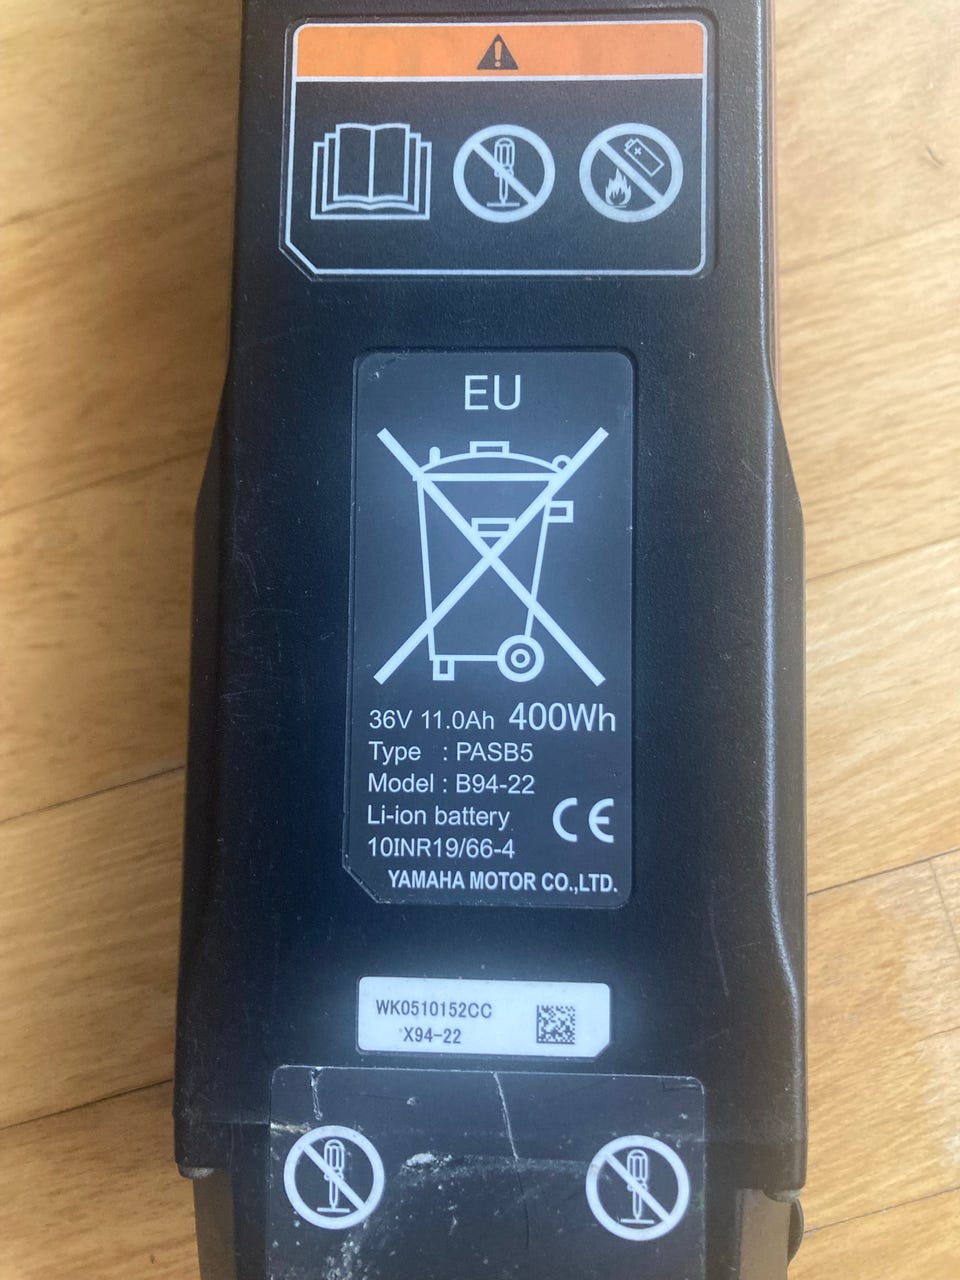 EU
36V 11.0Ah 400Wh
Type : PASB5
Model : B94-22
Li-ion battery
10INR19/66-4
CE
YAMAHA MOTOR CO.,LTD.
WK0510152CC
X94-22